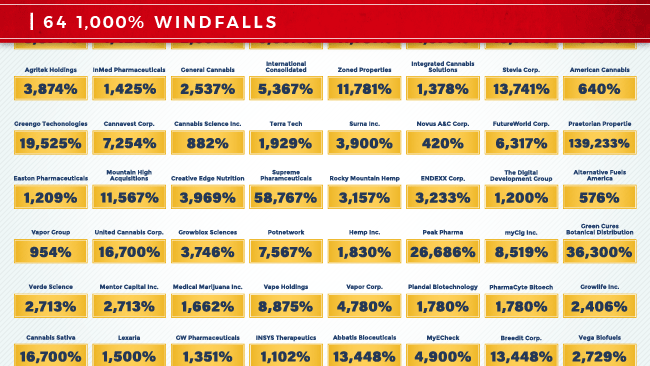 64 1,000% WINDFALLS
Agritek Holdings InMed Pharmaceuticals General Cannabis International Consolidated Zoned Properties Integrated Cannabis Solutions Stevia Corp. American Cannabis
3,874% 1,425% 2,537% 5,367% 11,781% 1,378% 13,741% 640%
Greengo Techonologies Cannavest Corp. Cannabis Science Inc. Terra Tech Surna Inc. Novus A&C Corp. FutureWorld Corp. Praetorian Propertie
19,525% 7,254% 882% 1,929% 3,900% 420% 6,317% 139,233%
Easton Pharmaceuticals Mountain High Acquisitions Creative Edge Nutrition Supreme Pharamceuticals Rocky Mountain Hemp ENDEXX Corp. The Digital Development Group Alternative Fuels America
1,209% 11,567% 3,969% 58,767% 3,157% 3,233% 1,200% 576%
Vapor Group United Cannabis Corp. Growblox Sciences Potnetwork Hemp Inc. Peak Pharma myCig Inc. Green Cures Botanical Distribution
954% 16,700% 3,746% 7,567% 1,830% 26,686% 8,519% 36,300%
Verde Science Mentor Capital Inc. Medical Marijuana Inc. Vape Holdings Vapor Corp. Plandai Biotechnology PharmaCyte Bitoech Growlife Inc.
2,713% 2,713% 1,662% 8,875% 4,780% 1,780% 1,780% 2,406%
Cannabis Sativa Lexaria GW Pharmaceuticals INSYS Therapeutics Abbatis Bioceuticals MyECheck Breedit Corp. Vega Biofuels
16,700% 1,500% 1,351% 1,102% 13,448% 4,900% 13,448% 2,729%